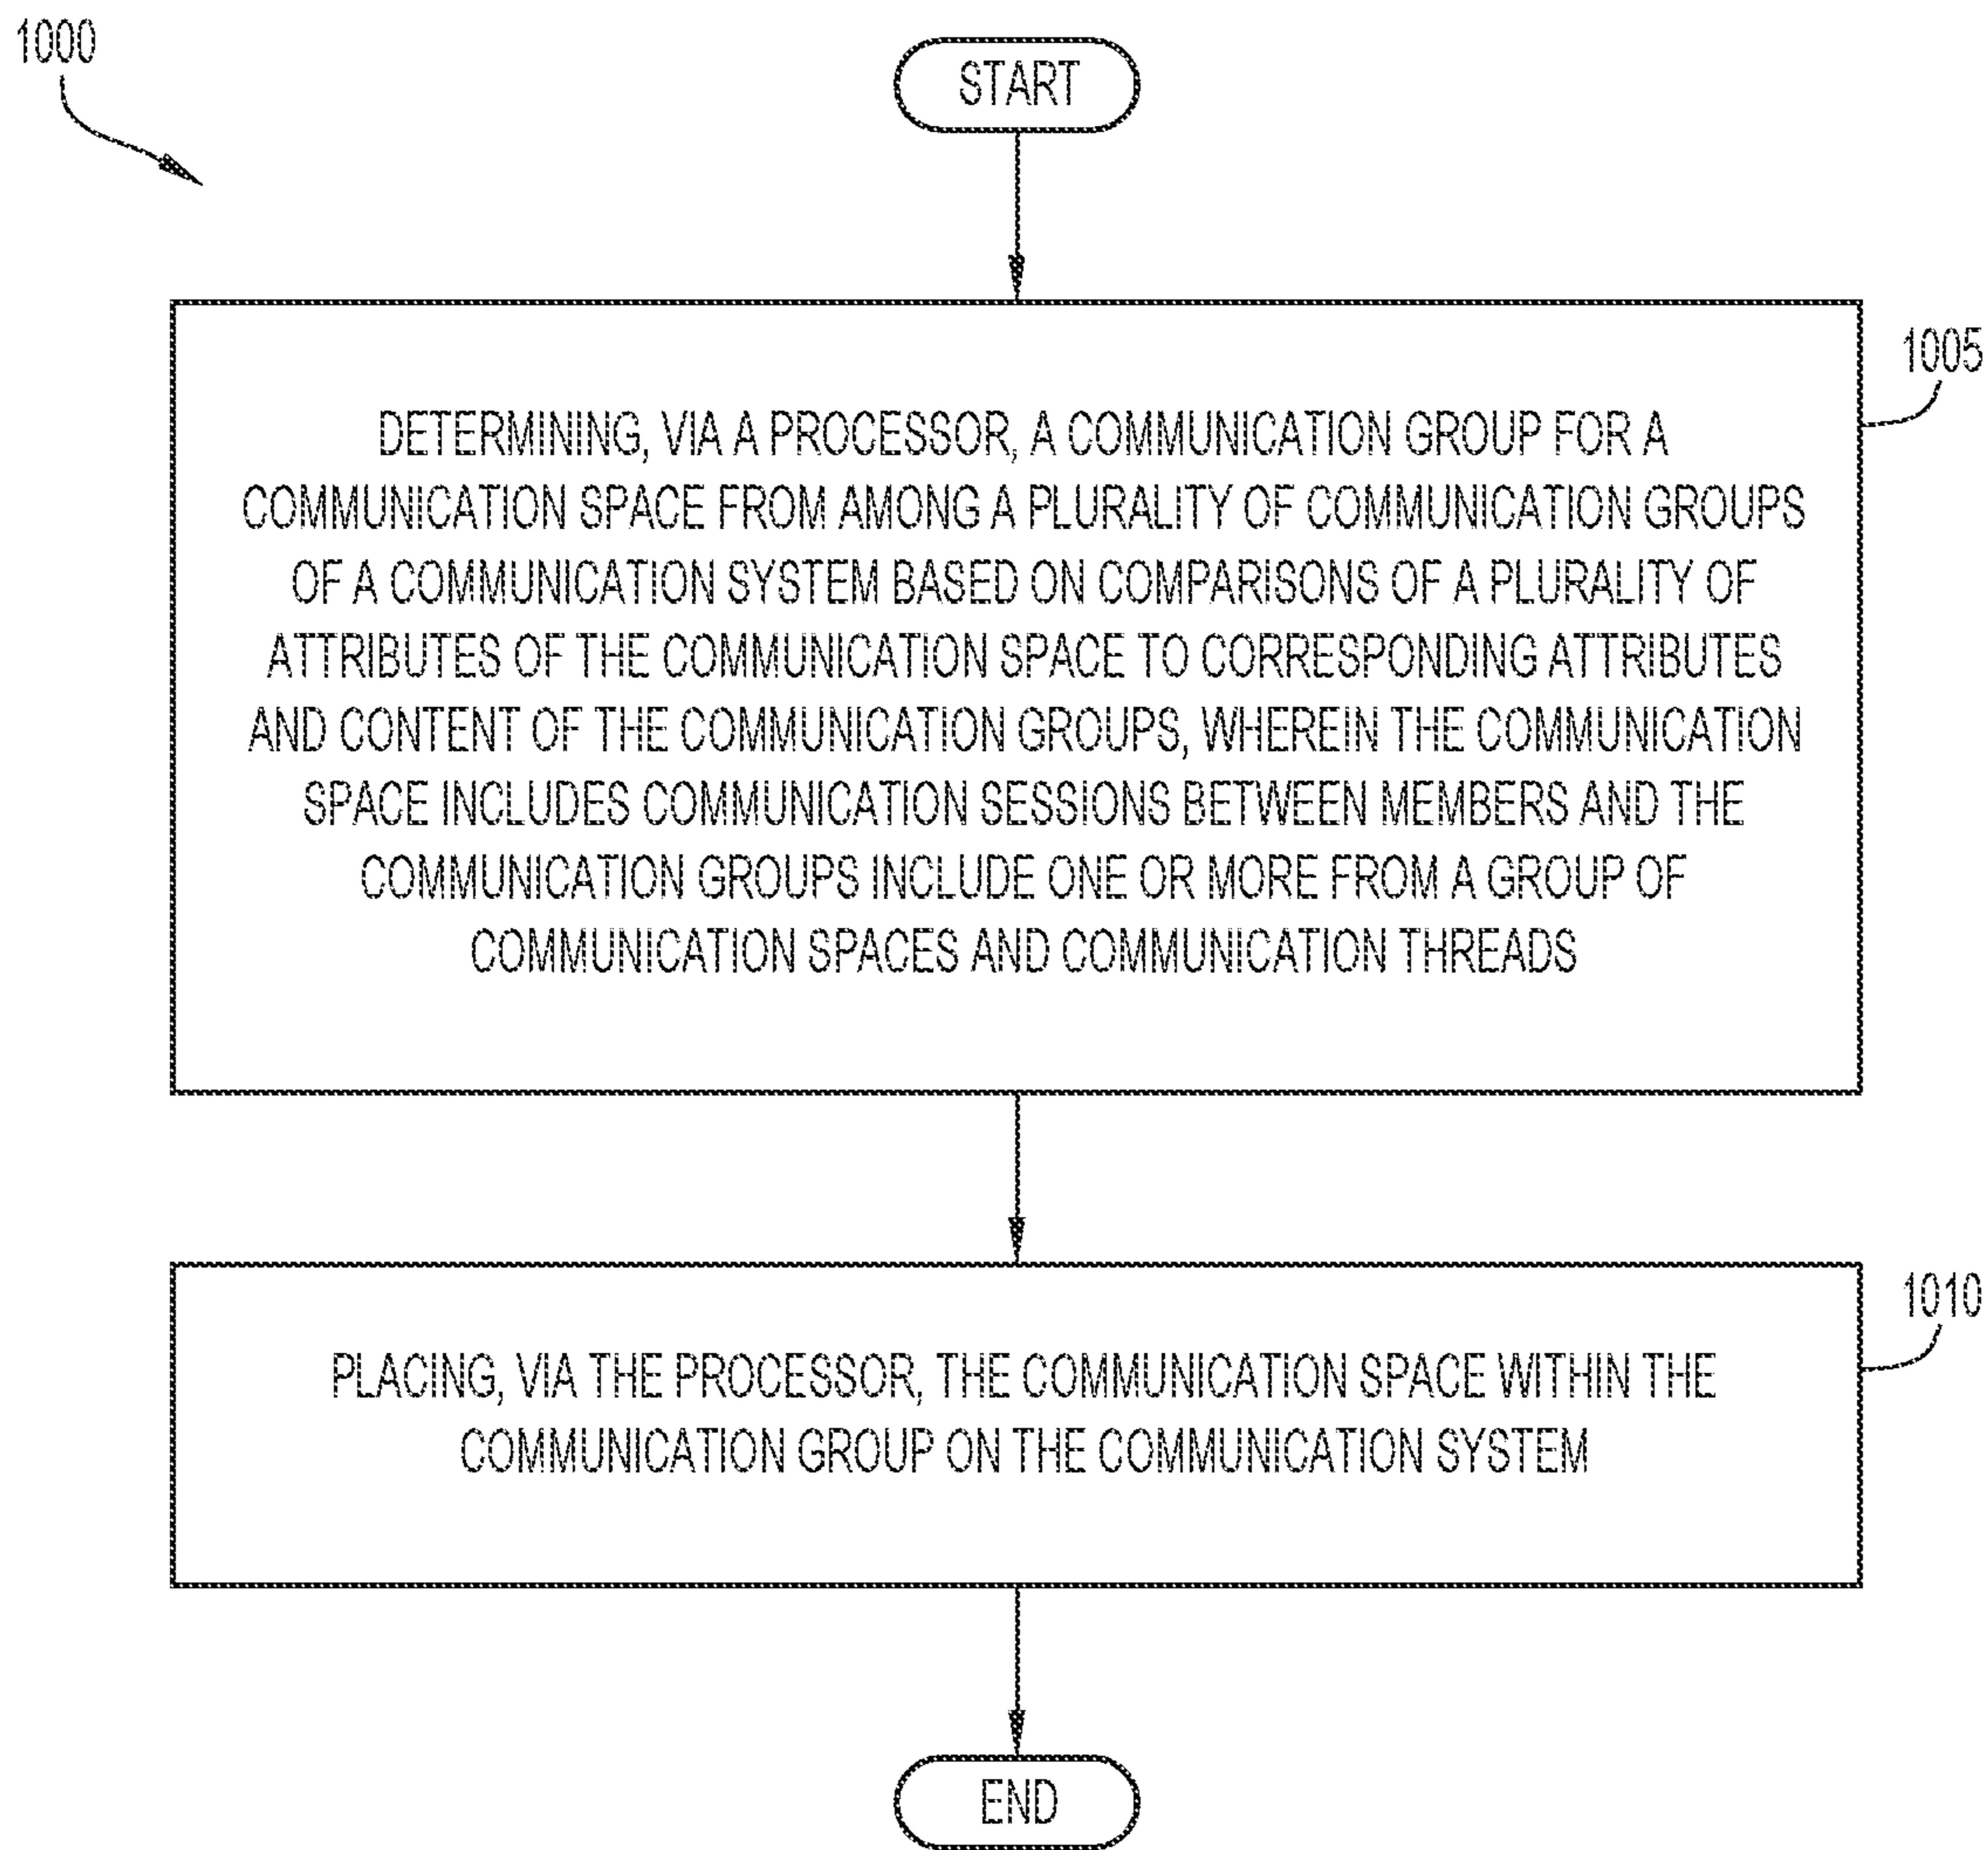 1000
START
1005
DETERMINING, VIA A PROCESSOR, A COMMUNICATION GROUP FOR A
COMMUNICATION SPACE FROM AMONG A PLURALITY OF COMMUNICATION GROUPS
OF A COMMUNICATION SYSTEM BASED ON COMPARISONS OF A PLURALITY OF
ATTRIBUTES OF THE COMMUNICATION SPACE TO CORRESPONDING ATTRIBUTES
AND CONTENT OF THE COMMUNICATION GROUPS, WHEREIN THE COMMUNICATION
SPACE INCLUDES COMMUNICATION SESSIONS BETWEEN MEMBERS AND THE
COMMUNICATION GROUPS INCLUDE ONE OR MORE FROM A GROUP OF
COMMUNICATION SPACES AND COMMUNICATION THREADS
1010
PLACING, VIA THE PROCESSOR, THE COMMUNICATION SPACE WITHIN THE
COMMUNICATION GROUP ON THE COMMUNICATION SYSTEM
END